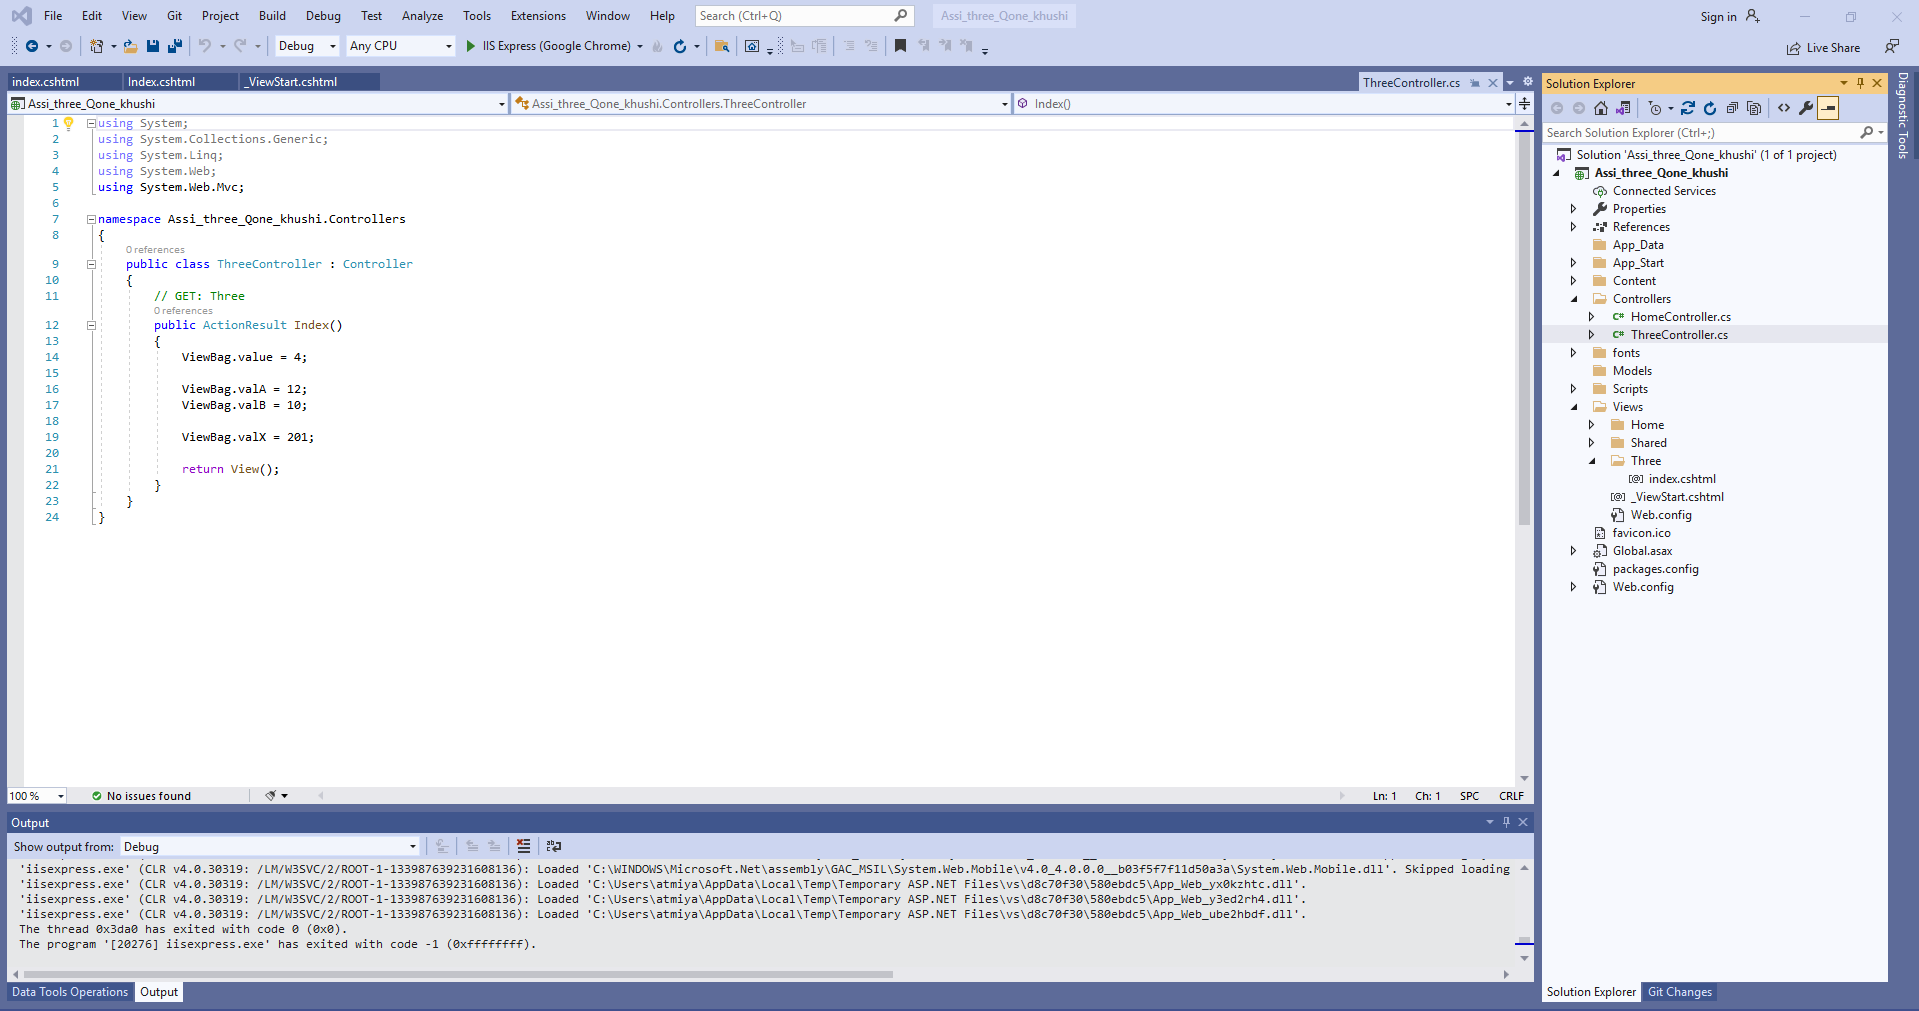 File Edit View Git Project Build Debug Test Analyze Tools Extensions Window Help Search (Ctrl+Q) Assi_three_Qone_khushi Sign in
Debug Any CPU IIS Express (Google Chrome) Live Share
index.cshtml Index.cshtml _ViewStart.cshtml ThreeController.cs
Assi_three_Qone_khushi Assi_three_Qone_khushi.Controllers.ThreeController Index()
1 using System;
2 using System.Collections.Generic;
3 using System.Linq;
4 using System.Web;
5 using System.Web.Mvc;
6
7 namespace Assi_three_Qone_khushi.Controllers
8 {
0 references
9 public class ThreeController : Controller
10 {
11 // GET: Three
0 references
12 public ActionResult Index()
13 {
14 ViewBag.value = 4;
15
16 ViewBag.valA = 12;
17 ViewBag.valB = 10;
18
19 ViewBag.valX = 201;
20
21 return View();
22 }
23 }
24 }
100 % No issues found Ln: 1 Ch: 1 SPC CRLF
Output
Show output from: Debug
'iisexpress.exe' (CLR v4.0.30319: /LM/W3SVC/2/ROOT-1-133987639231608136): Loaded 'C:\WINDOWS\Microsoft.Net\assembly\GAC_MSIL\System.Web.Mobile\v4.0_4.0.0.0__b03f5f7f11d50a3a\System.Web.Mobile.dll'. Skipped loading
'iisexpress.exe' (CLR v4.0.30319: /LM/W3SVC/2/ROOT-1-133987639231608136): Loaded 'C:\Users\atmiya\AppData\Local\Temp\Temporary ASP.NET Files\vs\d8c70f30\580ebdc5\App_Web_yx0kzhtc.dll'.
'iisexpress.exe' (CLR v4.0.30319: /LM/W3SVC/2/ROOT-1-133987639231608136): Loaded 'C:\Users\atmiya\AppData\Local\Temp\Temporary ASP.NET Files\vs\d8c70f30\580ebdc5\App_Web_y3ed2rh4.dll'.
'iisexpress.exe' (CLR v4.0.30319: /LM/W3SVC/2/ROOT-1-133987639231608136): Loaded 'C:\Users\atmiya\AppData\Local\Temp\Temporary ASP.NET Files\vs\d8c70f30\580ebdc5\App_Web_ube2hbdf.dll'.
The thread 0x3da0 has exited with code 0 (0x0).
The program '[20276] iisexpress.exe' has exited with code -1 (0xffffffff).
Data Tools Operations Output
Solution Explorer
Search Solution Explorer (Ctrl+;)
Solution 'Assi_three_Qone_khushi' (1 of 1 project)
Assi_three_Qone_khushi
Connected Services
Properties
References
App_Data
App_Start
Content
Controllers
C# HomeController.cs
C# ThreeController.cs
fonts
Models
Scripts
Views
Home
Shared
Three
index.cshtml
_ViewStart.cshtml
Web.config
favicon.ico
Global.asax
packages.config
Web.config
Solution Explorer Git Changes
Diagnostic Tools